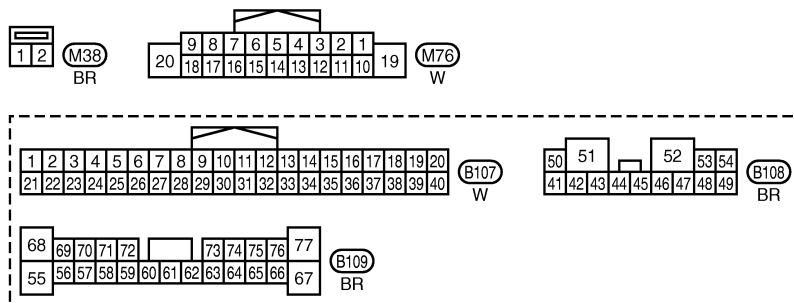 1 2 M38
BR
9 8 7 6 5 4 3 2 1
20 18 17 16 15 14 13 12 11 10 19 M76
W
1 2 3 4 5 6 7 8 9 10 11 12 13 14 15 16 17 18 19 20
21 22 23 24 25 26 27 28 29 30 31 32 33 34 35 36 37 38 39 40 B107
W
50 51 52 53 54
41 42 43 44 45 46 47 48 49 B108
BR
68 69 70 71 72 73 74 75 76 77
55 56 57 58 59 60 61 62 63 64 65 66 67 B109
BR